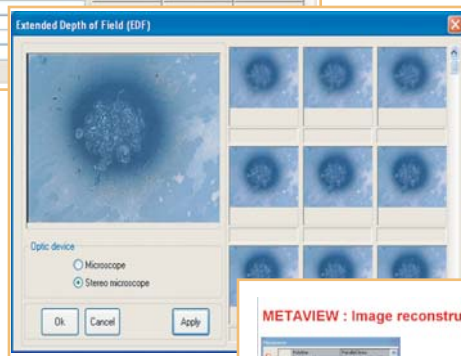 Extended Depth of Field (EDF)
Optic device
Microscope
Stereo microscope
Ok
Cancel
Apply
METAVIEW : Image reconstru